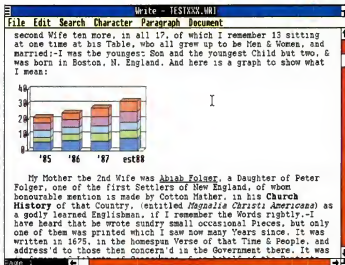 Write - TESTXXX.WRI
File Edit Search Character Paragraph Document
second Wife ten more, in all 17, of which I remember 13 sitting
at one time at his Table, who all grew up to be Men & Women, and
married;-I was the youngest Son and the youngest Child but two, &
was born in Boston, N. England. And here is a graph to show what
I mean:
40
30
20
10
0
'85 '86 '87 est88
My Mother the 2nd Wife was Abiah Folger, a Daughter of Peter
Folger, one of the first Settlers of New England, of whom
honourable mention is made by Cotton Mather, in his Church
History of that Country, (entitled Magnalia Christi Americana) as
a godly learned Englishman, if I remember the Words rightly.-I
have heard that he wrote sundry small occasional Pieces, but only
one of them was printed which I saw now many Years since. It was
written in 1675, in the homespun Verse of that Time & People, and
address'd to those then concern'd in the Government there. It was
Page 1